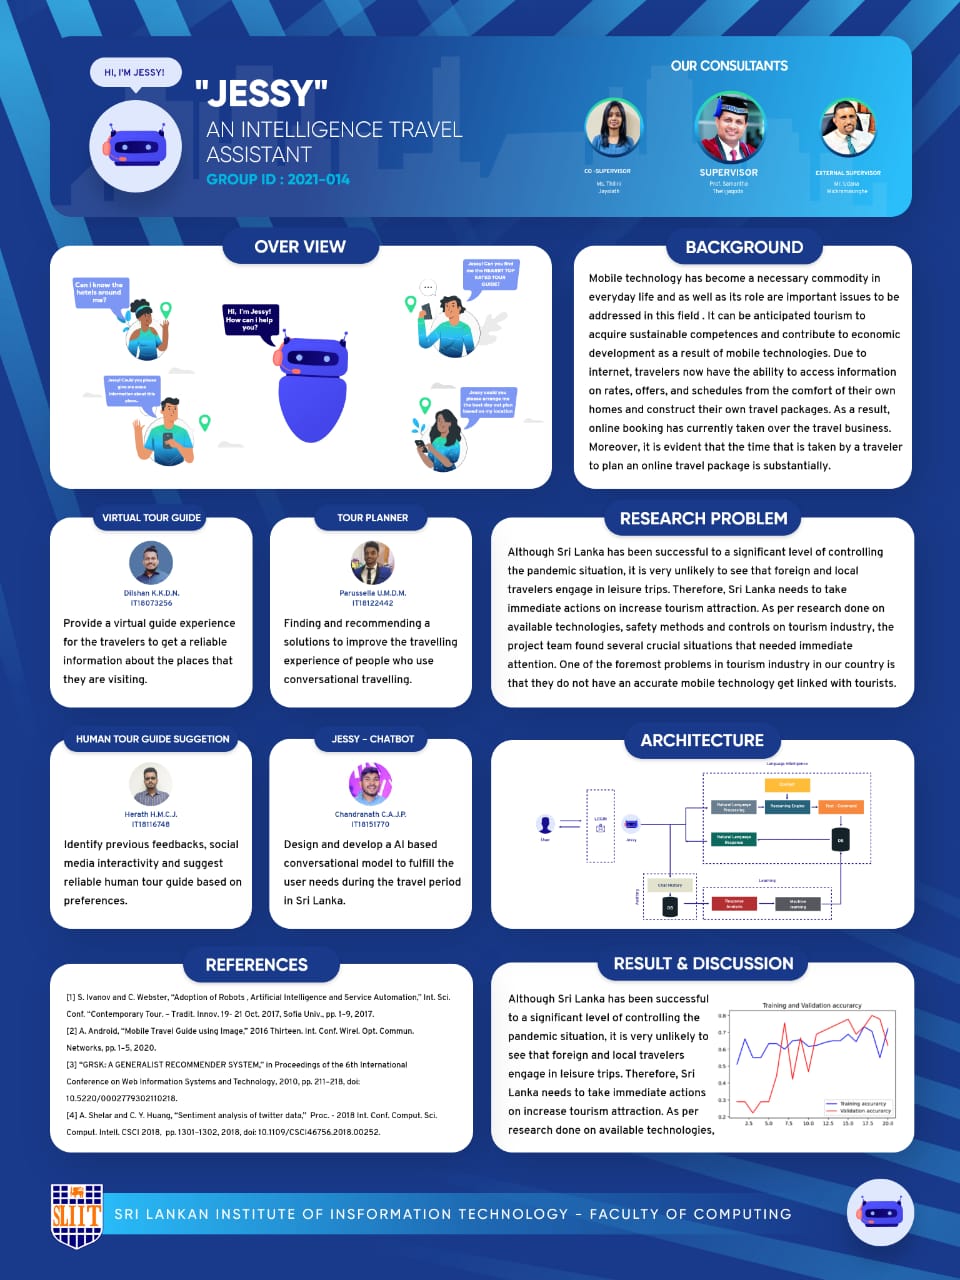 HI, I'M JESSY!
"JESSY"
AN INTELLIGENCE TRAVEL
ASSISTANT
GROUP ID : 2021-014
OUR CONSULTANTS
CO -SUPERVISOR
Ms. Thilini
Jayalath
SUPERVISOR
Prof. Samantha
Thelijjagoda
EXTERNAL SUPERVISOR
Mr. Udana
Wickramasinghe
OVER VIEW
Can I know the
hotels around
me?
Jessy! Can you find
me the NEAREST TOP
RATED TOUR
GUIDE?
Hi, I'm Jessy!
How can i help
you?
Jessy! Could you please
give me some
information about this
place.
Jessy could you
please arrange me
the best day out plan
based on my location
BACKGROUND
Mobile technology has become a necessary commodity in
everyday life and as well as its role are important issues to be
addressed in this field . It can be anticipated tourism to
acquire sustainable competences and contribute to economic
development as a result of mobile technologies. Due to
internet, travelers now have the ability to access information
on rates, offers, and schedules from the comfort of their own
homes and construct their own travel packages. As a result,
online booking has currently taken over the travel business.
Moreover, it is evident that the time that is taken by a traveler
to plan an online travel package is substantially.
VIRTUAL TOUR GUIDE
Dilshan K.K.D.N.
IT18073256
Provide a virtual guide experience
for the travelers to get a reliable
information about the places that
they are visiting.
TOUR PLANNER
Parussella U.M.D.M.
IT18122442
Finding and recommending a
solutions to improve the travelling
experience of people who use
conversational travelling.
RESEARCH PROBLEM
Although Sri Lanka has been successful to a significant level of controlling
the pandemic situation, it is very unlikely to see that foreign and local
travelers engage in leisure trips. Therefore, Sri Lanka needs to take
immediate actions on increase tourism attraction. As per research done on
available technologies, safety methods and controls on tourism industry, the
project team found several crucial situations that needed immediate
attention. One of the foremost problems in tourism industry in our country is
that they do not have an accurate mobile technology get linked with tourists.
HUMAN TOUR GUIDE SUGGETION
Herath H.M.C.J.
IT18116748
Identify previous feedbacks, social
media interactivity and suggest
reliable human tour guide based on
preferences.
JESSY - CHATBOT
Chandranath C.A.J.P.
IT18151770
Design and develop a AI based
conversational model to fulfill the
user needs during the travel period
in Sri Lanka.
ARCHITECTURE
Language Intelligence
Context
Natural Language
Processing
Reasoning Engine
Text - Command
LOGIN
User
Jessy
Natural Language
Response
DB
Chat History
DB
Learning
Response
Analysis
Machine
learning
REFERENCES
[1] S. Ivanov and C. Webster, "Adoption of Robots , Artificial Intelligence and Service Automation," Int. Sci.
Conf. "Contemporary Tour. – Tradit. Innov. 19- 21 Oct. 2017, Sofia Univ., pp. 1–9, 2017.
[2] A. Android, "Mobile Travel Guide using Image," 2016 Thirteen. Int. Conf. Wirel. Opt. Commun.
Networks, pp. 1–5, 2020.
[3] "GRSK: A GENERALIST RECOMMENDER SYSTEM," in Proceedings of the 6th International
Conference on Web Information Systems and Technology, 2010, pp. 211–218, doi:
10.5220/0002779302110218.
[4] A. Shelar and C. Y. Huang, "Sentiment analysis of twitter data," Proc. - 2018 Int. Conf. Comput. Sci.
Comput. Intell. CSCI 2018, pp. 1301–1302, 2018, doi: 10.1109/CSCI46756.2018.00252.
RESULT & DISCUSSION
Although Sri Lanka has been successful
to a significant level of controlling the
pandemic situation, it is very unlikely to
see that foreign and local travelers
engage in leisure trips. Therefore, Sri
Lanka needs to take immediate actions
on increase tourism attraction. As per
research done on available technologies,
Training and Validation accurarcy
0.8
0.7
0.6
0.5
0.4
0.3
0.2
2.5 5.0 7.5 10.0 12.5 15.0 17.5 20.0
Training accurarcy
Validation accurarcy
SLIIT
SRI LANKAN INSTITUTE OF INSFORMATION TECHNOLOGY - FACULTY OF COMPUTING